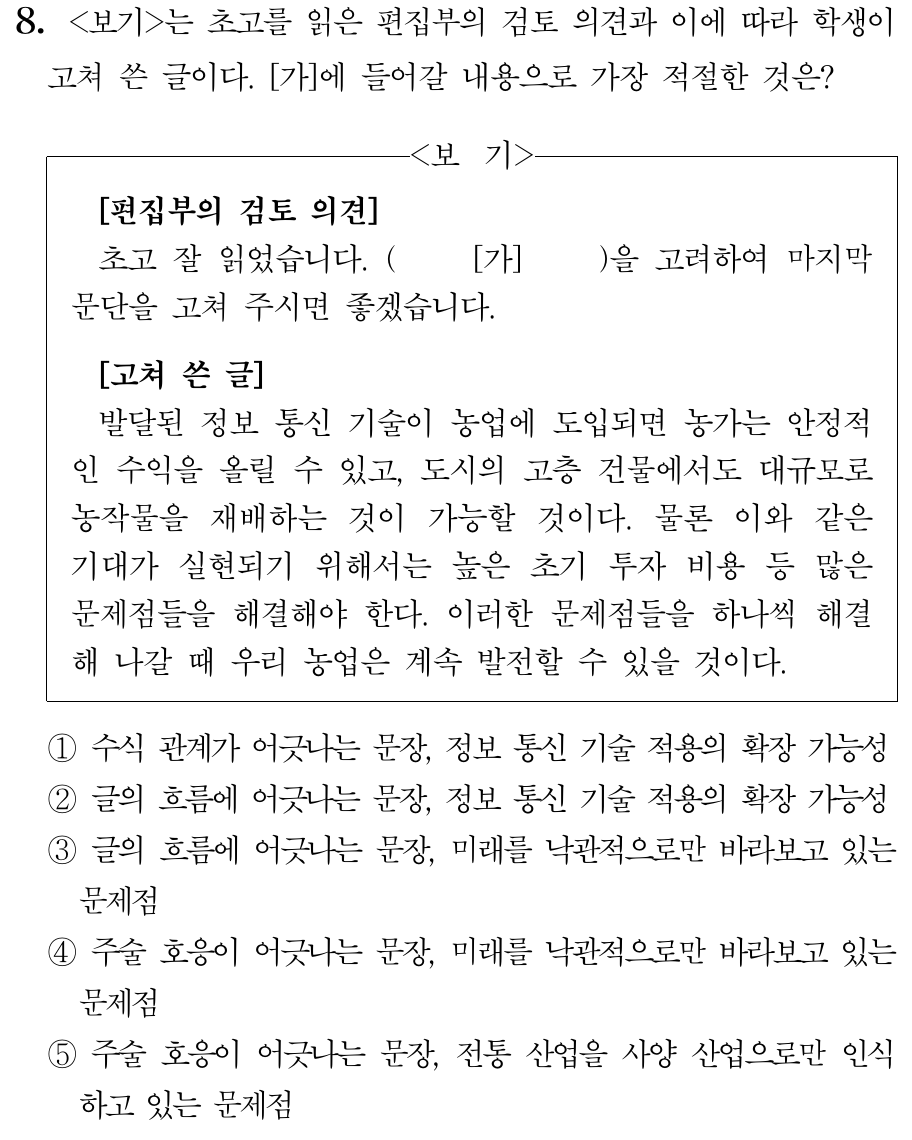 8. <보기>는 초고를 읽은 편집부의 검토 의견과 이에 따라 학생이
고쳐 쓴 글이다. [가]에 들어갈 내용으로 가장 적절한 것은?
<보 기>
[편집부의 검토 의견]
초고 잘 읽었습니다. ( [가] )을 고려하여 마지막
문단을 고쳐 주시면 좋겠습니다.
[고쳐 쓴 글]
발달된 정보 통신 기술이 농업에 도입되면 농가는 안정적
인 수익을 올릴 수 있고, 도시의 고층 건물에서도 대규모로
농작물을 재배하는 것이 가능할 것이다. 물론 이와 같은
기대가 실현되기 위해서는 높은 초기 투자 비용 등 많은
문제점들을 해결해야 한다. 이러한 문제점들을 하나씩 해결
해 나갈 때 우리 농업은 계속 발전할 수 있을 것이다.
① 수식 관계가 어긋나는 문장, 정보 통신 기술 적용의 확장 가능성
② 글의 흐름에 어긋나는 문장, 정보 통신 기술 적용의 확장 가능성
③ 글의 흐름에 어긋나는 문장, 미래를 낙관적으로만 바라보고 있는
문제점
④ 주술 호응이 어긋나는 문장, 미래를 낙관적으로만 바라보고 있는
문제점
⑤ 주술 호응이 어긋나는 문장, 전통 산업을 사양 산업으로만 인식
하고 있는 문제점